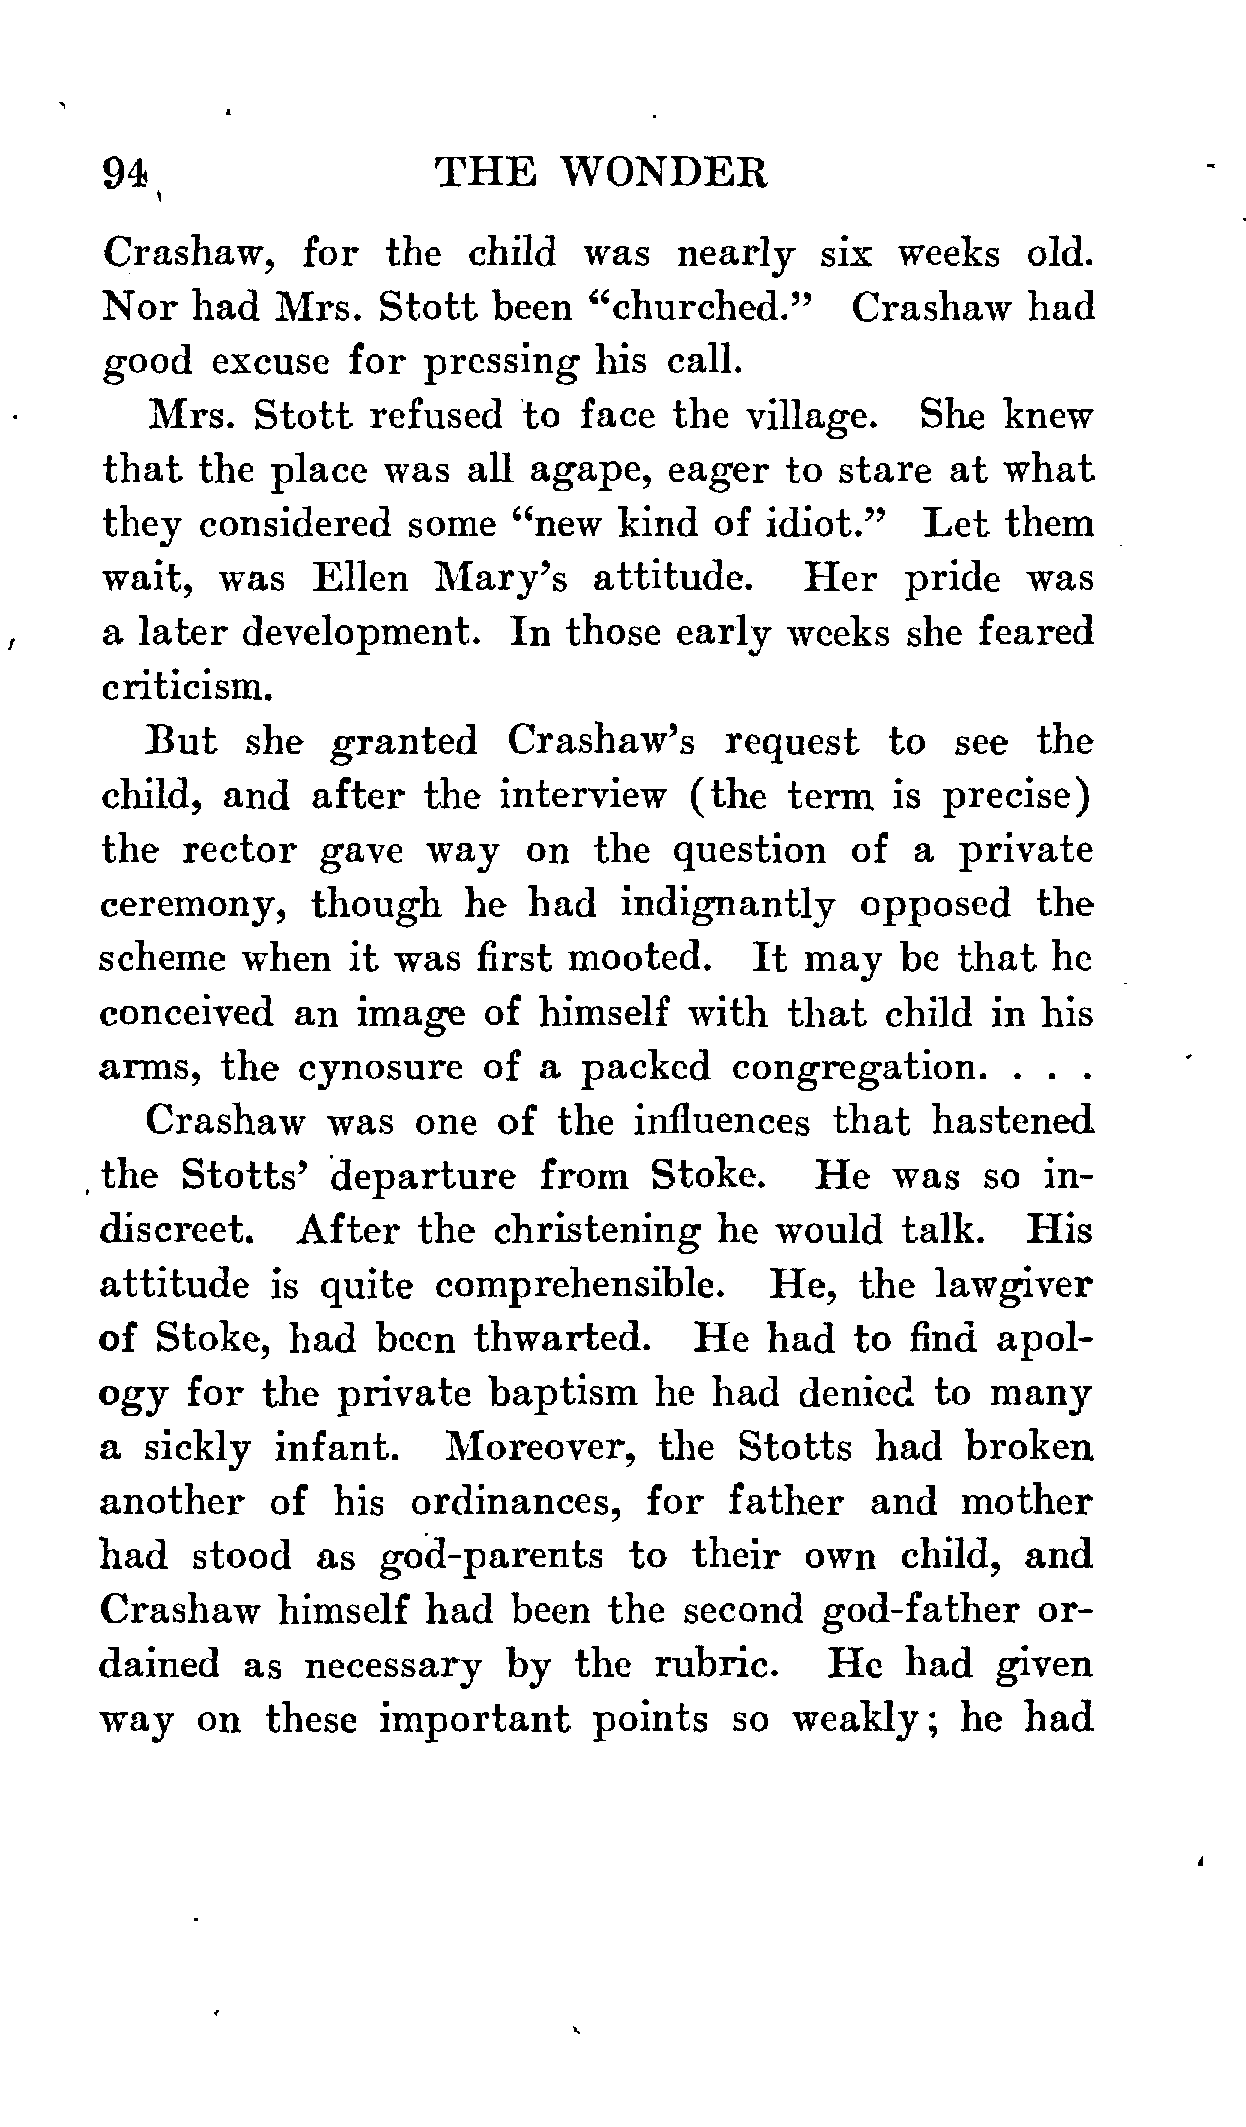 94 THE WONDER
Crashaw, for the child was nearly six weeks old.
Nor had Mrs. Stott been “churched.” Crashaw had
good excuse for pressing his call.
Mrs. Stott refused to face the village. She knew
that the place was all agape, eager to stare at what
they considered some “new kind of idiot.” Let them
wait, was Ellen Mary’s attitude. Her pride was
a later development. In those early weeks she feared
criticism.
But she granted Crashaw’s request to see the
child, and after the interview (the term is precise)
the rector gave way on the question of a private
ceremony, though he had indignantly opposed the
scheme when it was first mooted. It may be that he
conceived an image of himself with that child in his
arms, the cynosure of a packed congregation. . . .
Crashaw was one of the influences that hastened
the Stotts’ departure from Stoke. He was so in-
discreet. After the christening he would talk. His
attitude is quite comprehensible. He, the lawgiver
of Stoke, had been thwarted. He had to find apol-
ogy for the private baptism he had denied to many
a sickly infant. Moreover, the Stotts had broken
another of his ordinances, for father and mother
had stood as god-parents to their own child, and
Crashaw himself had been the second god-father or-
dained as necessary by the rubric. He had given
way on these important points so weakly; he had